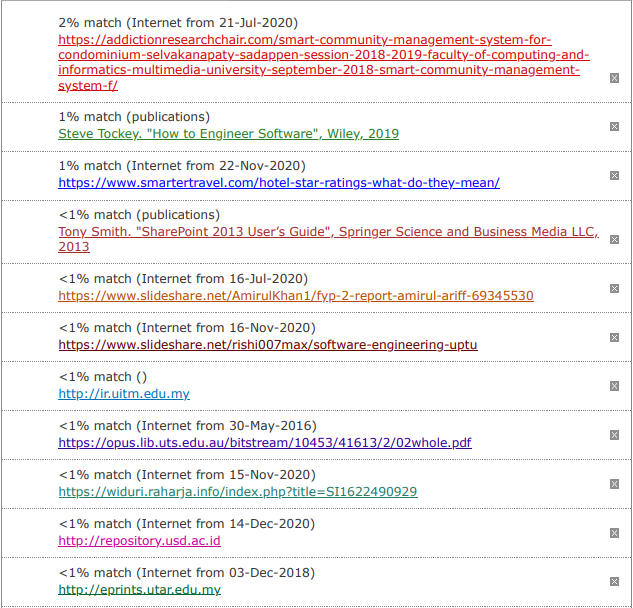 2% match (Internet from 21-Jul-2020)
https://addictionresearchchair.com/smart-community-management-system-for-
condominium-selvakanapaty-sadappen-session-2018-2019-faculty-of-computing-and-
informatics-multimedia-university-september-2018-smart-community-management-
system-f/
1% match (publications)
Steve Tockey. "How to Engineer Software", Wiley, 2019
1% match (Internet from 22-Nov-2020)
https://www.smartertravel.com/hotel-star-ratings-what-do-they-mean/
<1% match (publications)
Tony Smith. "SharePoint 2013 User’s Guide", Springer Science and Business Media LLC,
2013
<1% match (Internet from 16-Jul-2020)
https://www.slideshare.net/AmirulKhan1/fyp-2-report-amirul-ariff-69345530
<1% match (Internet from 16-Nov-2020)
https://www.slideshare.net/rishi007max/software-engineering-uptu
<1% match ()
http://ir.uitm.edu.my
<1% match (Internet from 30-May-2016)
https://opus.lib.uts.edu.au/bitstream/10453/41613/2/02whole.pdf
<1% match (Internet from 15-Nov-2020)
https://widuri.raharja.info/index.php?title=SI1622490929
<1% match (Internet from 14-Dec-2020)
http://repository.usd.ac.id
<1% match (Internet from 03-Dec-2018)
http://eprints.utar.edu.my